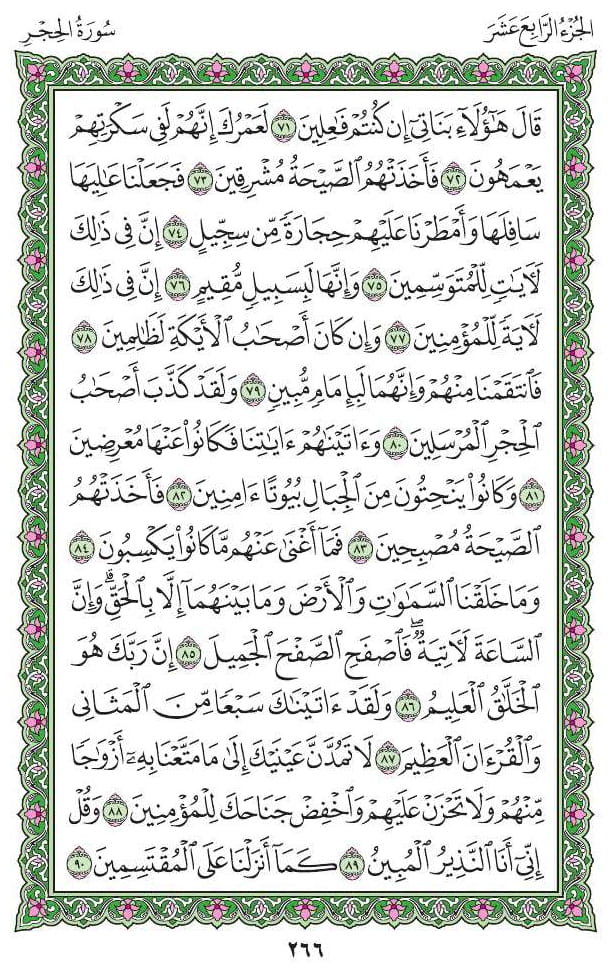 الجُزْءُ الرَّابِعَ عَشَرَ
سُورَةُ الحِجْرِ
قَالَ هَٰٓؤُلَآءِ بَنَاتِيٓ إِن كُنتُمۡ فَٰعِلِينَ ٧١ لَعَمۡرُكَ إِنَّهُمۡ لَفِي سَكۡرَتِهِمۡ
يَعۡمَهُونَ ٧٢ فَأَخَذَتۡهُمُ ٱلصَّيۡحَةُ مُشۡرِقِينَ ٧٣ فَجَعَلۡنَا عَٰلِيَهَا
سَافِلَهَا وَأَمۡطَرۡنَا عَلَيۡهِمۡ حِجَارَةٗ مِّن سِجِّيلٍ ٧٤ إِنَّ فِي ذَٰلِكَ
لَأٓيَٰتٖ لِّلۡمُتَوَسِّمِينَ ٧٥ وَإِنَّهَا لَبِسَبِيلٖ مُّقِيمٍ ٧٦ إِنَّ فِي ذَٰلِكَ
لَأٓيَةٗ لِّلۡمُؤۡمِنِينَ ٧٧ وَإِن كَانَ أَصۡحَٰبُ ٱلۡأَيۡكَةِ لَظَٰلِمِينَ ٧٨
فَٱنتَقَمۡنَا مِنۡهُمۡ وَإِنَّهُمَا لَبِإِمَامٖ مُّبِينٖ ٧٩ وَلَقَدۡ كَذَّبَ أَصۡحَٰبُ
ٱلۡحِجۡرِ ٱلۡمُرۡسَلِينَ ٨٠ وَءَاتَيۡنَٰهُمۡ ءَايَٰتِنَا فَكَانُواْ عَنۡهَا مُعۡرِضِينَ
٨١ وَكَانُواْ يَنۡحِتُونَ مِنَ ٱلۡجِبَالِ بُيُوتًا ءَامِنِينَ ٨٢ فَأَخَذَتۡهُمُ
ٱلصَّيۡحَةُ مُصۡبِحِينَ ٨٣ فَمَآ أَغۡنَىٰ عَنۡهُم مَّا كَانُواْ يَكۡسِبُونَ ٨٤
وَمَا خَلَقۡنَا ٱلسَّمَٰوَٰتِ وَٱلۡأَرۡضَ وَمَا بَيۡنَهُمَآ إِلَّا بِٱلۡحَقِّۗ وَإِنَّ
ٱلسَّاعَةَ لَأٓتِيَةٞۖ فَٱصۡفَحِ ٱلصَّفۡحَ ٱلۡجَمِيلَ ٨٥ إِنَّ رَبَّكَ هُوَ
ٱلۡخَلَّٰقُ ٱلۡعَلِيمُ ٨٦ وَلَقَدۡ ءَاتَيۡنَٰكَ سَبۡعٗا مِّنَ ٱلۡمَثَانِي
وَٱلۡقُرۡءَانَ ٱلۡعَظِيمَ ٨٧ لَا تَمُدَّنَّ عَيۡنَيۡكَ إِلَىٰ مَا مَتَّعۡنَا بِهِۦٓ أَزۡوَٰجٗا
مِّنۡهُمۡ وَلَا تَحۡزَنۡ عَلَيۡهِمۡ وَٱخۡفِضۡ جَنَاحَكَ لِلۡمُؤۡمِنِينَ ٨٨ وَقُلۡ
إِنِّيٓ أَنَا ٱلنَّذِيرُ ٱلۡمُبِينُ ٨٩ كَمَآ أَنزَلۡنَا عَلَى ٱلۡمُقۡتَسِمِينَ ٩٠
٢٦٦